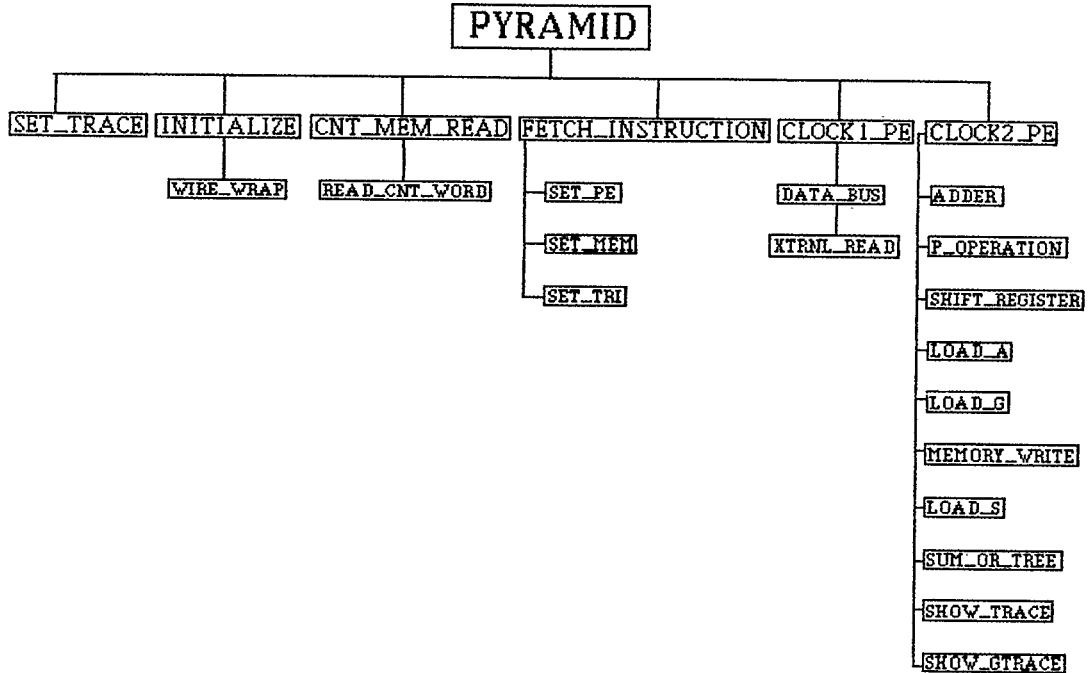 PYRAMID
SET_TRACE INITIALIZE CNT_MEM_READ FETCH_INSTRUCTION CLOCK1_PE CLOCK2_PE
WIRE_WRAP READ_CNT_WORD SET_PE DATA_BUS ADDER
SET_MEM XTRNL_READ P_OPERATION
SET_TRI SHIFT_REGISTER
LOAD_A
LOAD_G
MEMORY_WRITE
LOAD_S
SUM_OR_TREE
SHOW_TRACE
SHOW_GTRACE